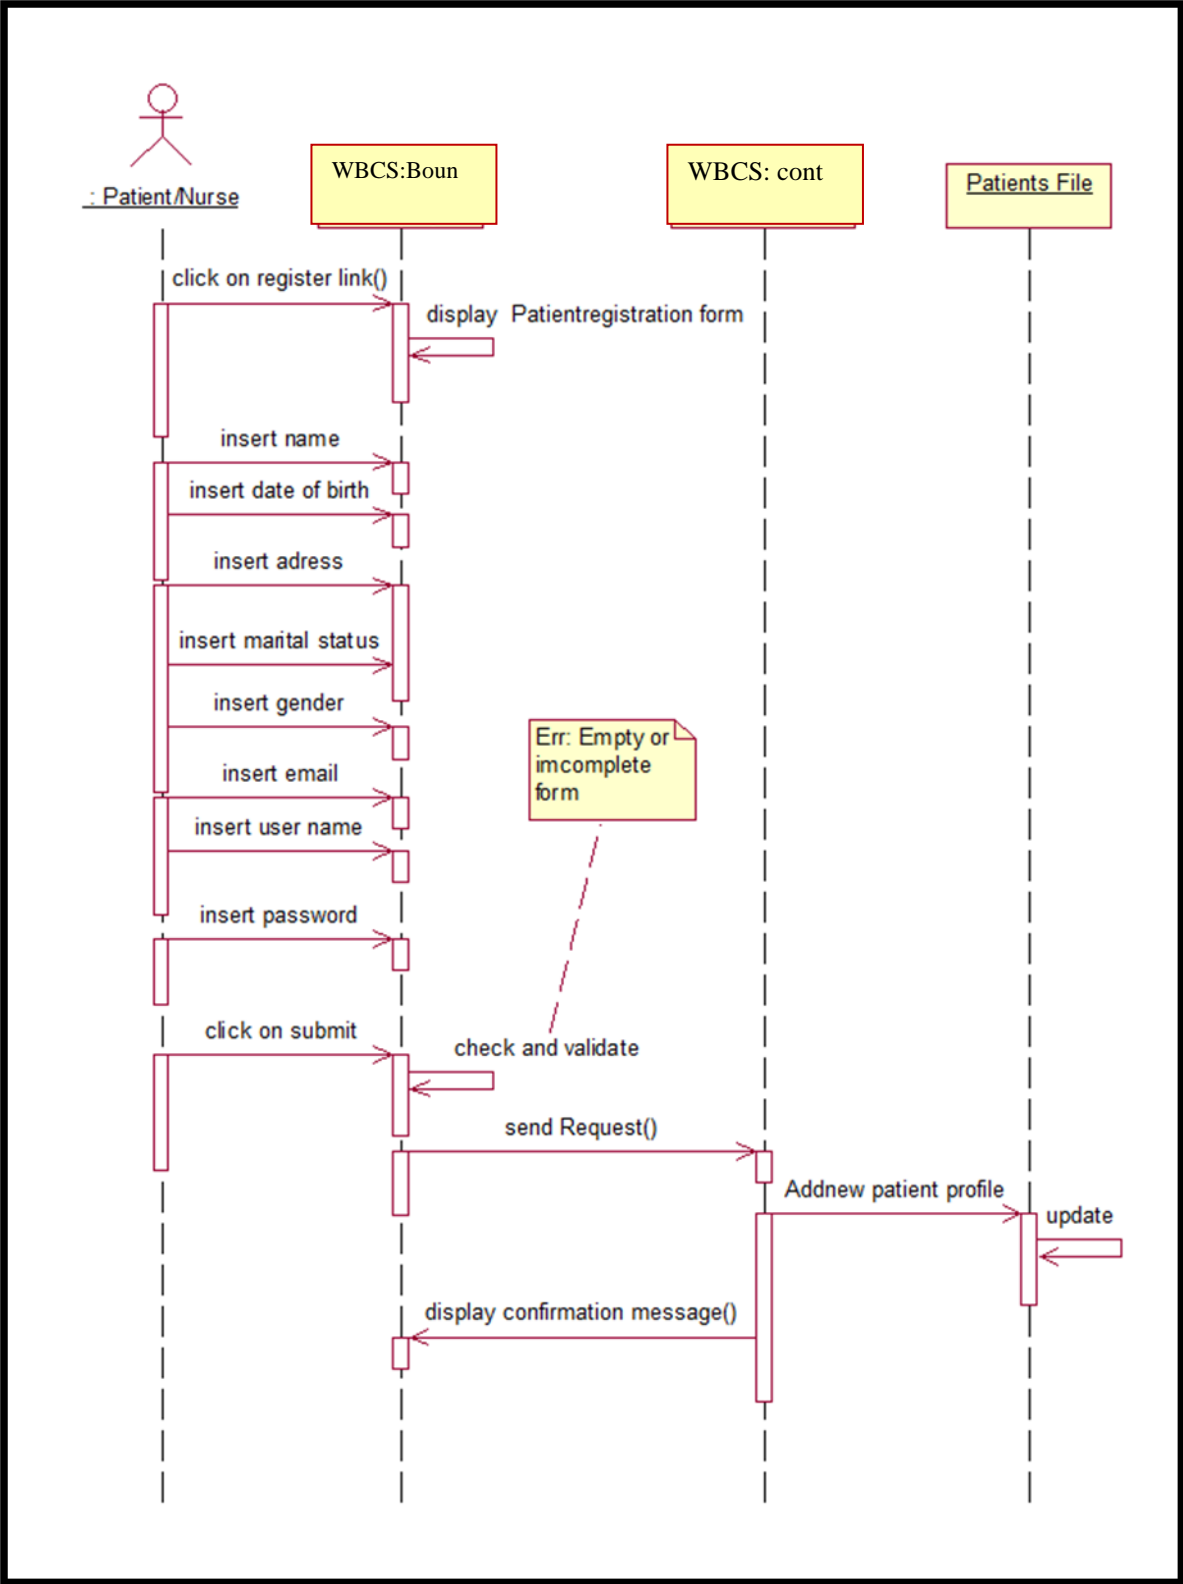 : Patient/Nurse
WBCS:Boun
WBCS: cont
Patients File
click on register link()
display  Patientregistration form
insert name
insert date of birth
insert adress
insert marital status
insert gender
Err: Empty or
imcomplete
form
insert email
insert user name
insert password
click on submit
check and validate
send Request()
Addnew patient profile
update
display confirmation message()